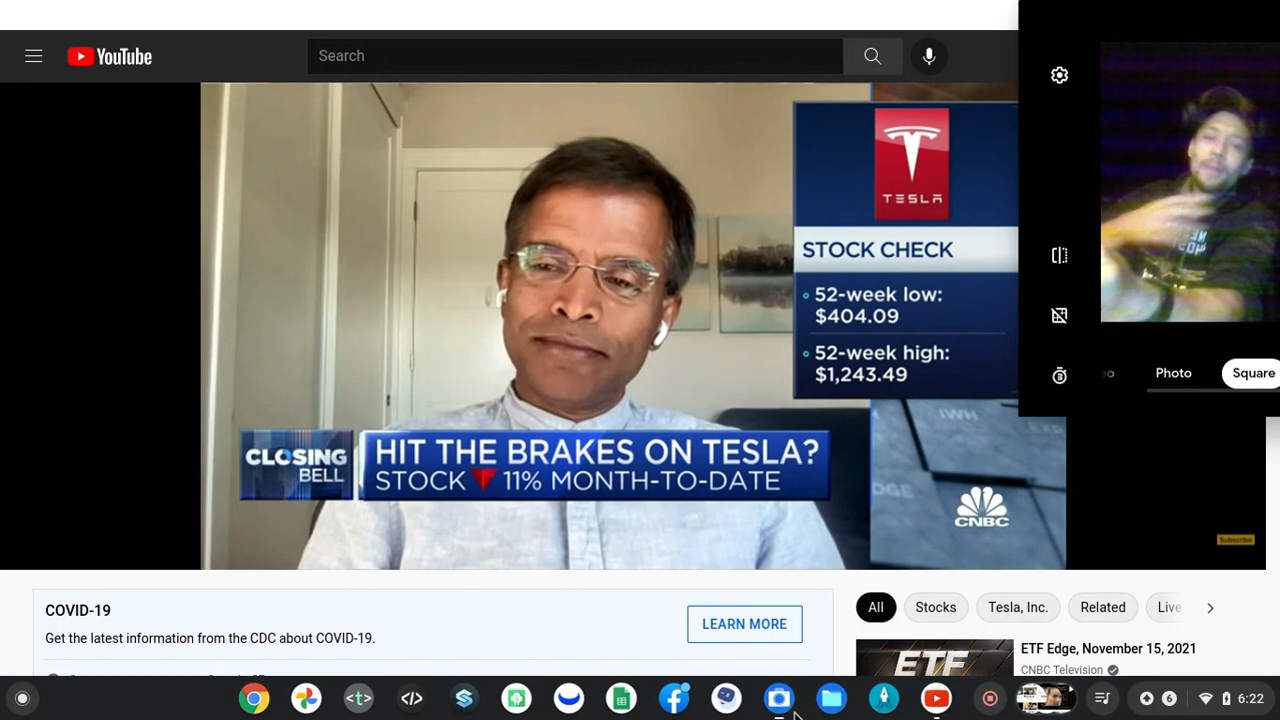 YouTube
Search
TESLA
STOCK CHECK
52-week low:
$404.09
52-week high:
$1,243.49
CLOSING
BELL
HIT THE BRAKES ON TESLA?
STOCK ▼ 11% MONTH-TO-DATE
CNBC
Photo
Square
Subscribe
COVID-19
Get the latest information from the CDC about COVID-19.
LEARN MORE
All
Stocks
Tesla, Inc.
Related
Live
ETF
ETF Edge, November 15, 2021
CNBC Television
<t>
</>
6
6:22